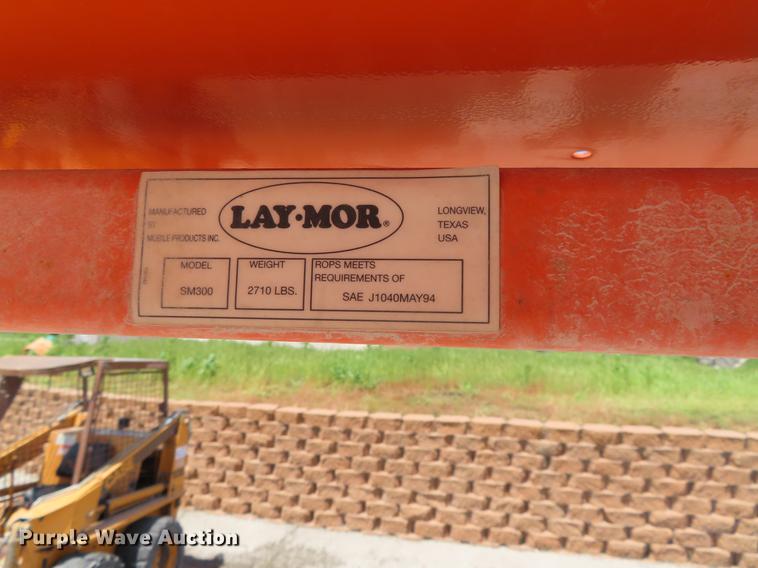 MANUFACTURED
BY
MOBILE PRODUCTS INC.
LAY•MOR®
LONGVIEW,
TEXAS
USA
MODEL
SM300
WEIGHT
2710 LBS.
ROPS MEETS
REQUIREMENTS OF
SAE J1040MAY94
Purple Wave Auction